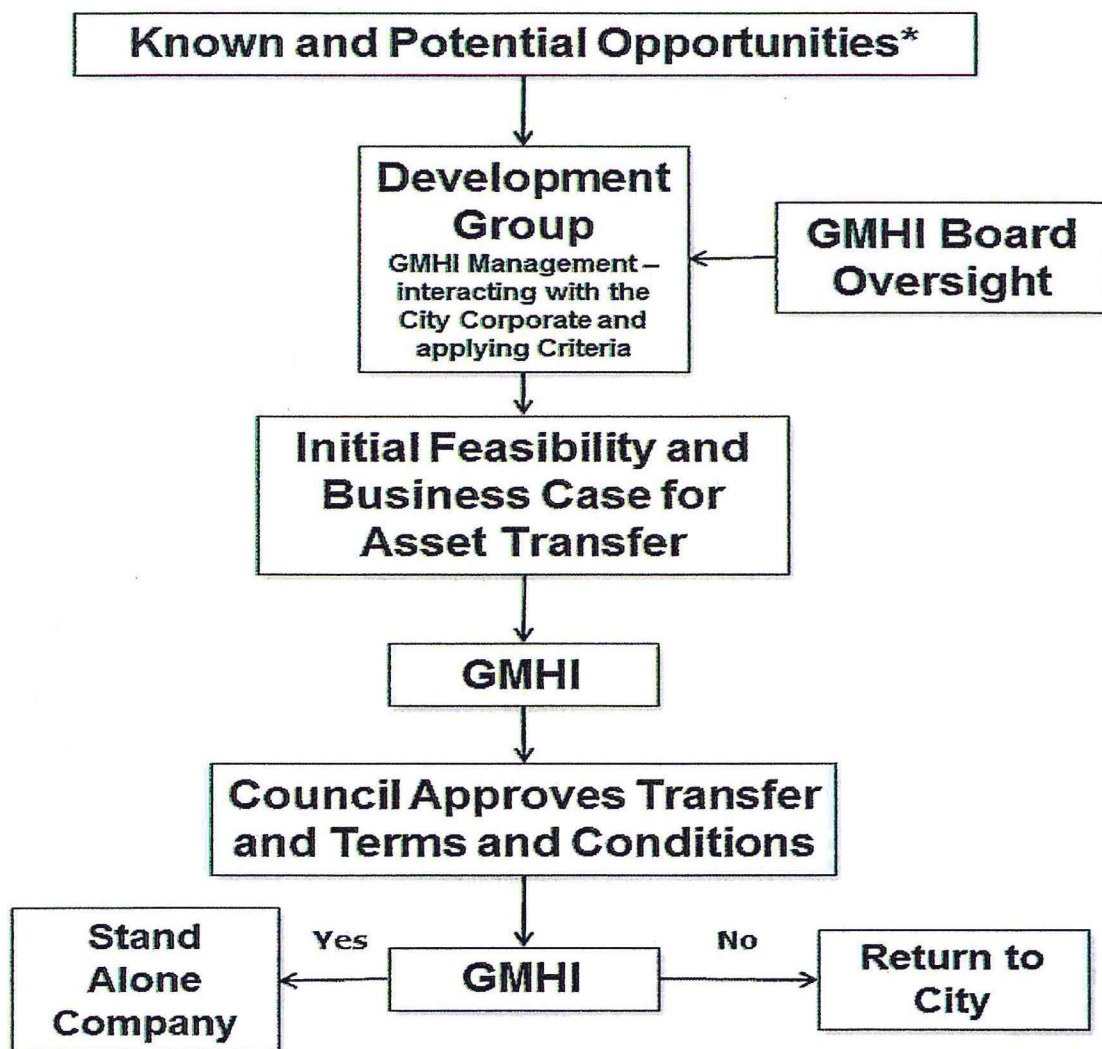 Known and Potential Opportunities*
Development
Group
GMHI Management –
interacting with the
City Corporate and
applying Criteria
GMHI Board
Oversight
Initial Feasibility and
Business Case for
Asset Transfer
GMHI
Council Approves Transfer
and Terms and Conditions
Stand
Alone
Company
Yes
GMHI
No
Return to
City